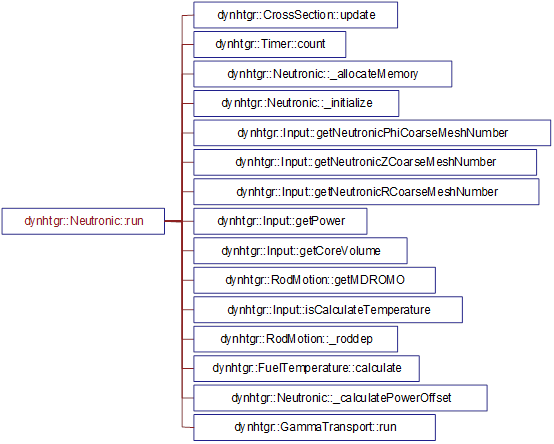 dynhtgr::CrossSection::update
dynhtgr::Timer::count
dynhtgr::Neutronic::_allocateMemory
dynhtgr::Neutronic::_initialize
dynhtgr::Input::getNeutronicPhiCoarseMeshNumber
dynhtgr::Input::getNeutronicZCoarseMeshNumber
dynhtgr::Input::getNeutronicRCoarseMeshNumber
dynhtgr::Neutronic::run
dynhtgr::Input::getPower
dynhtgr::Input::getCoreVolume
dynhtgr::RodMotion::getMDROMO
dynhtgr::Input::isCalculateTemperature
dynhtgr::RodMotion::_roddep
dynhtgr::FuelTemperature::calculate
dynhtgr::Neutronic::_calculatePowerOffset
dynhtgr::GammaTransport::run